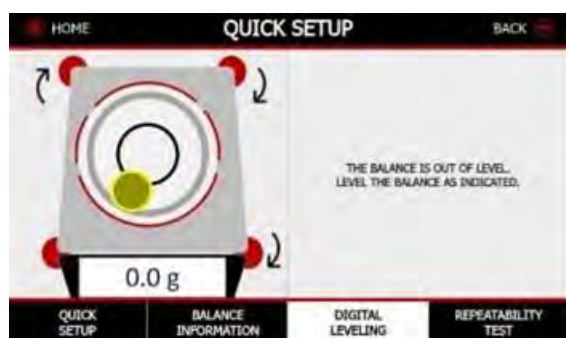 HOME
QUICK SETUP
BACK
THE BALANCE IS OUT OF LEVEL.
LEVEL THE BALANCE AS INDICATED.
0.0 g
QUICK
SETUP
BALANCE
INFORMATION
DIGITAL
LEVELING
REPEATABILITY
TEST